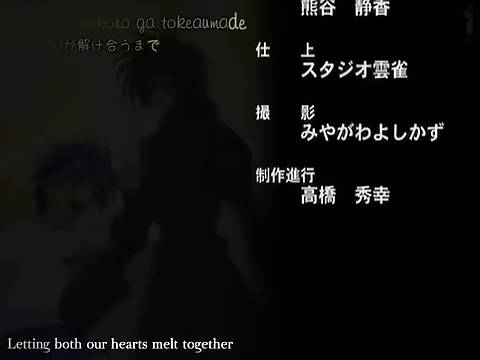 kokoro ga tokeaumade
が解け合うまで
熊谷 静香
仕 上
スタジオ雲雀
撮 影
みやがわよしかず
制作進行
高橋 秀幸
Letting both our hearts melt together